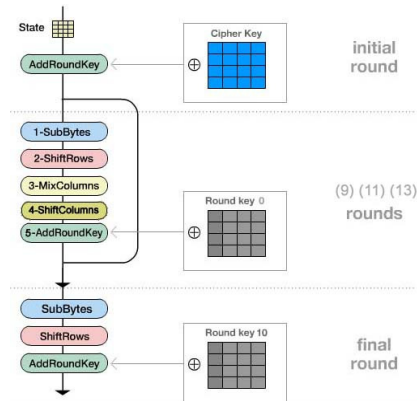 State
AddRoundKey
Cipher Key
initial
round
1-SubBytes
2-ShiftRows
3-MixColumns
4-ShiftColumns
5-AddRoundKey
Round key 0
(9) (11) (13)
rounds
SubBytes
ShiftRows
AddRoundKey
Round key 10
final
round